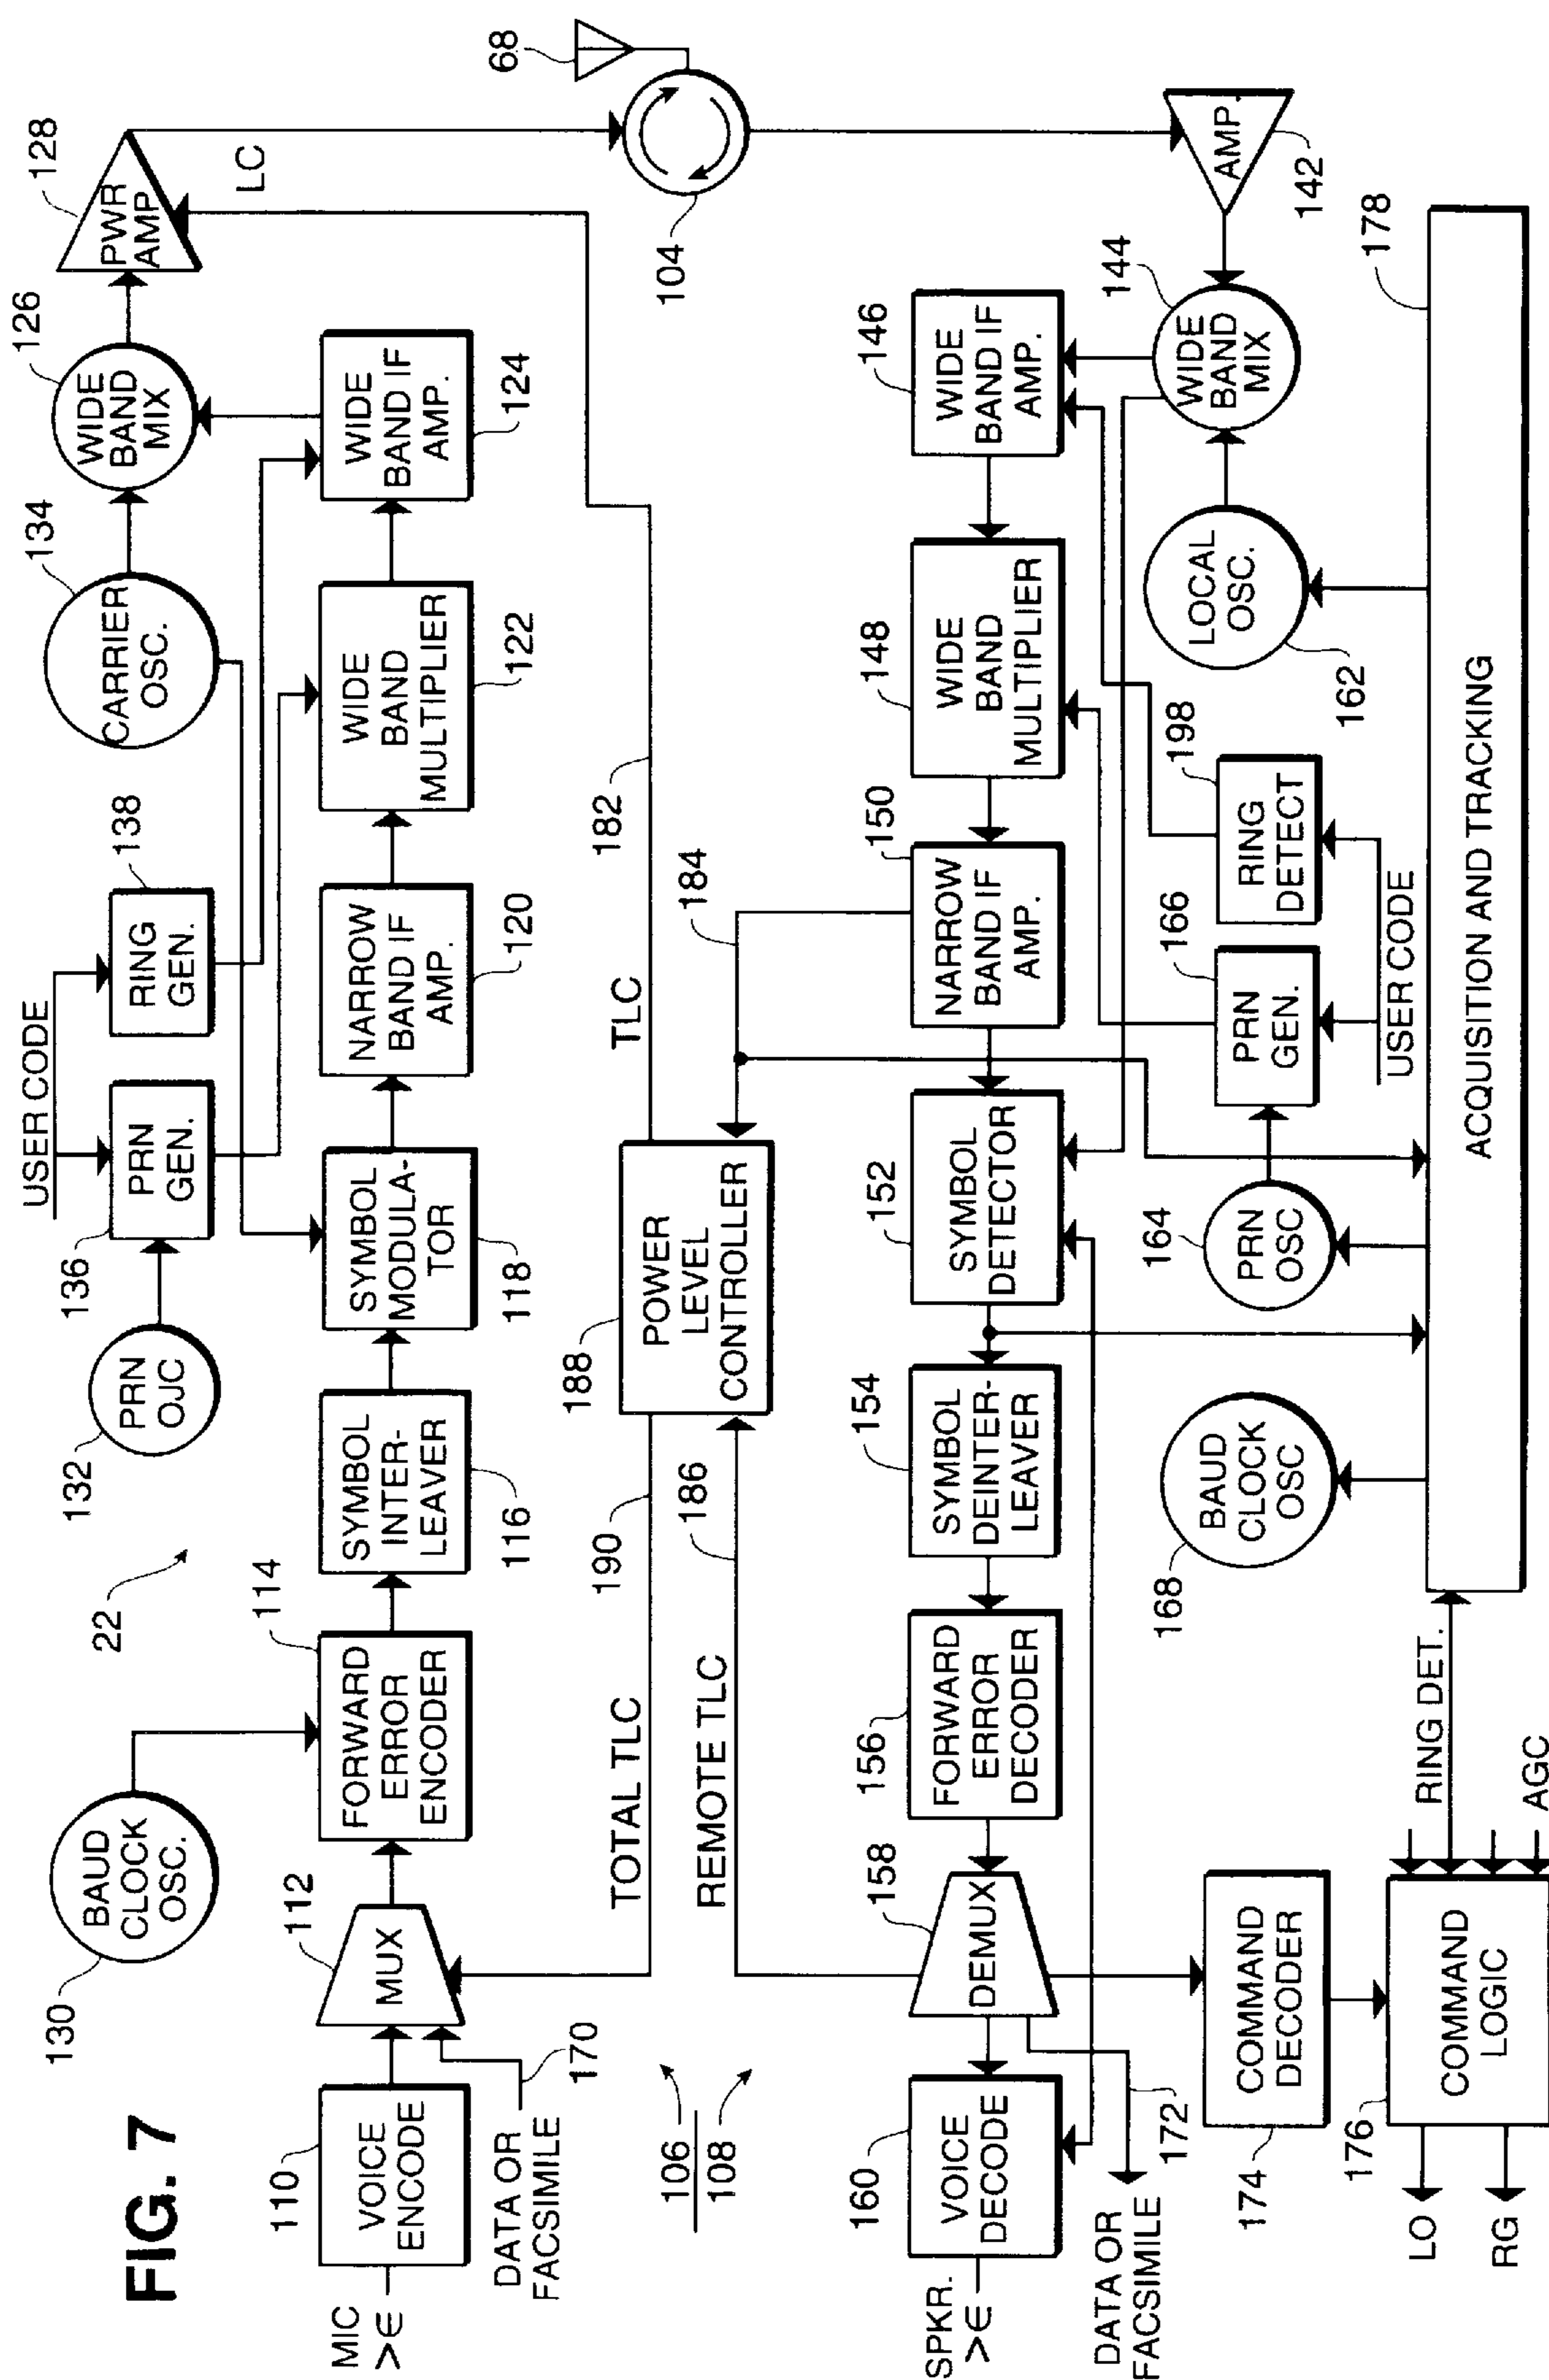 FIG. 7
22
130
BAUD
CLOCK
OSC.
132
PRN
OJC
136
USER CODE
PRN
GEN.
138
RING
GEN.
134
CARRIER
OSC.
126
WIDE
BAND
MIX
128
PWR
AMP
LC
68
104
MIC
>∈
110
VOICE
ENCODE
DATA OR
FACSIMILE
170
112
MUX
114
FORWARD
ERROR
ENCODER
SYMBOL
INTER-
LEAVER
116
SYMBOL
MODULA-
TOR
118
NARROW
BAND IF
AMP.
120
WIDE
BAND
MULTIPLIER
122
WIDE
BAND IF
AMP.
124
106
108
TOTAL TLC
190
REMOTE TLC
186
188
POWER
LEVEL
CONTROLLER
TLC
182
184
SPKR.
>∈
160
VOICE
DECODE
DATA OR
FACSIMILE
172
158
DEMUX
156
FORWARD
ERROR
DECODER
154
SYMBOL
DEINTER-
LEAVER
152
SYMBOL
DETECTOR
150
NARROW
BAND IF
AMP.
148
WIDE
BAND
MULTIPLIER
146
WIDE
BAND IF
AMP.
144
WIDE
BAND
MIX
AMP.
142
174
COMMAND
DECODER
176
COMMAND
LOGIC
LO
RG
RING DET.
AGC
168
BAUD
CLOCK
OSC
164
PRN
OSC
166
PRN
GEN.
198
RING
DETECT
USER CODE
LOCAL
OSC.
162
178
ACQUISITION AND TRACKING